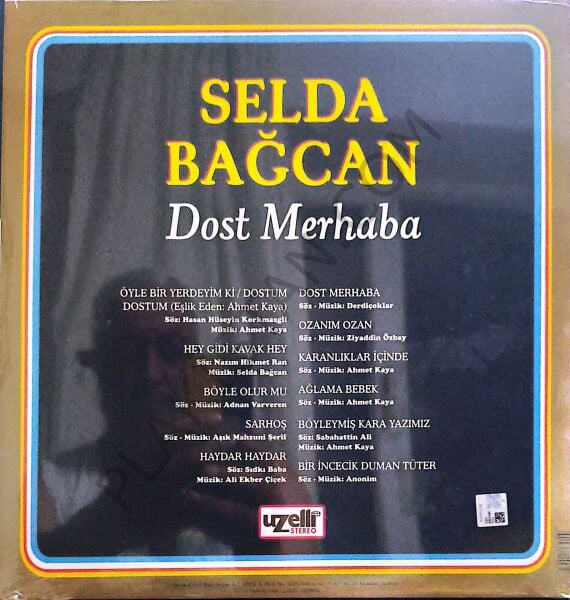 SELDA
BAĞCAN
Dost Merhaba
ÖYLE BİR YERDEYİM Kİ / DOSTUM
DOSTUM (Eşlik Eden: Ahmet Kaya)
Söz: Hasan Hüseyin Korkmazgil
Müzik: Ahmet Kaya
HEY GİDİ KAVAK HEY
Söz: Nazım Hikmet Ran
Müzik: Selda Bağcan
BÖYLE OLUR MU
Söz - Müzik: Adnan Varveren
SARHOŞ
Söz - Müzik: Aşık Mahzuni Şerif
HAYDAR HAYDAR
Söz: Sıdkı Baba
Müzik: Ali Ekber Çiçek
DOST MERHABA
Söz - Müzik: Derdiçoklar
OZANIM OZAN
Söz - Müzik: Ziyaddin Özbay
KARANLIKLAR İÇİNDE
Söz - Müzik: Ahmet Kaya
AĞLAMA BEBEK
Söz - Müzik: Ahmet Kaya
BÖYLEYMİŞ KARA YAZIMIZ
Söz: Sabahattin Ali
Müzik: Ahmet Kaya
BİR İNCECİK DUMAN TÜTER
Söz - Müzik: Anonim
uzelli
STEREO